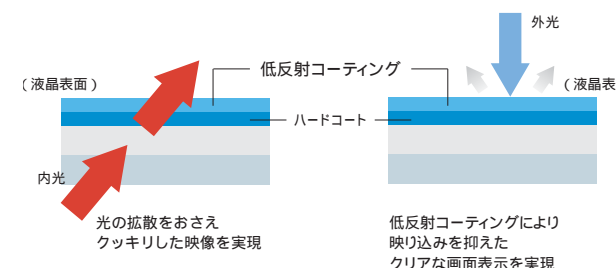 外光
低反射コーティング
(液晶表面)
(液晶表
ハードコート
内光
光の拡散をおさえ
クッキリした映像を実現
低反射コーティングにより
映り込みを抑えた
クリアな画面表示を実現